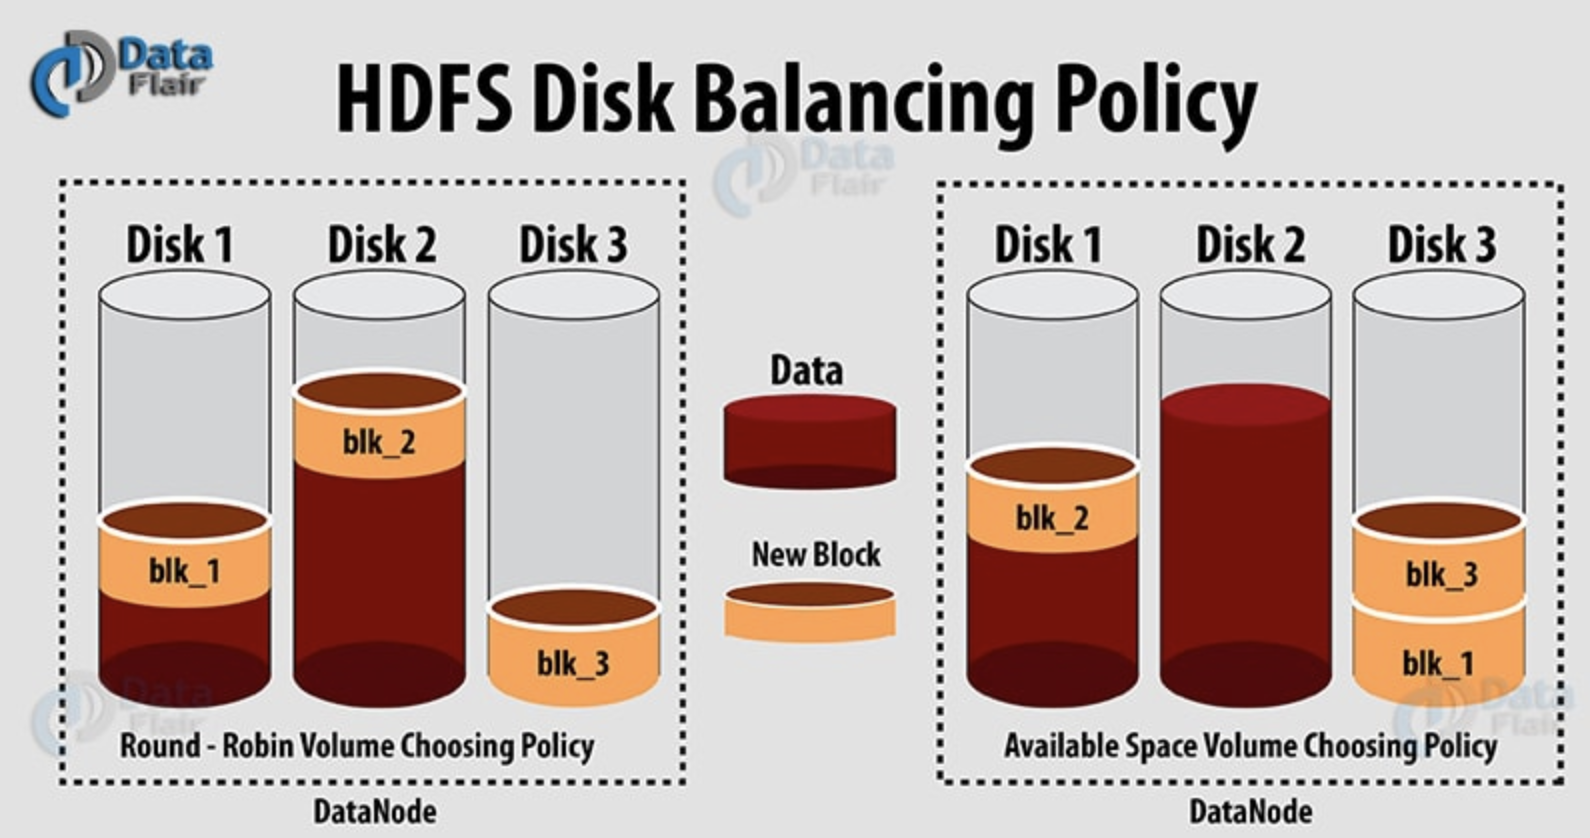 Data
Flair
HDFS Disk Balancing Policy
Data
Flair
Disk 1
Disk 2
Disk 3
blk_1
blk_2
blk_3
Data
Flair
Round - Robin Volume Choosing Policy
DataNode
Data
New Block
Disk 1
Disk 2
Disk 3
blk_2
blk_3
blk_1
Data
Flair
Available Space Volume Choosing Policy
DataNode